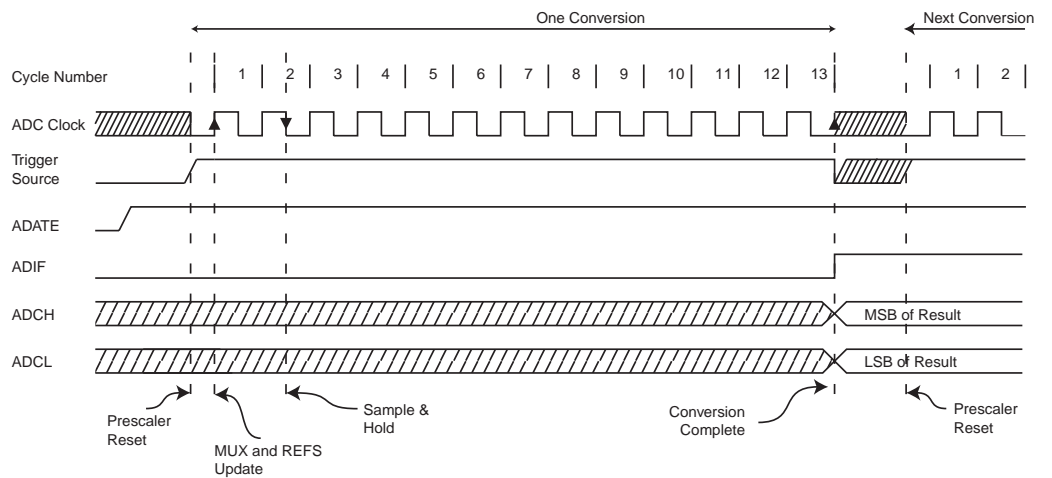 One Conversion
Next Conversion
Cycle Number
1 2 3 4 5 6 7 8 9 10 11 12 13 1 2
ADC Clock
Trigger
Source
ADATE
ADIF
ADCH
MSB of Result
ADCL
LSB of Result
Prescaler
Reset
MUX and REFS
Update
Sample &
Hold
Conversion
Complete
Prescaler
Reset